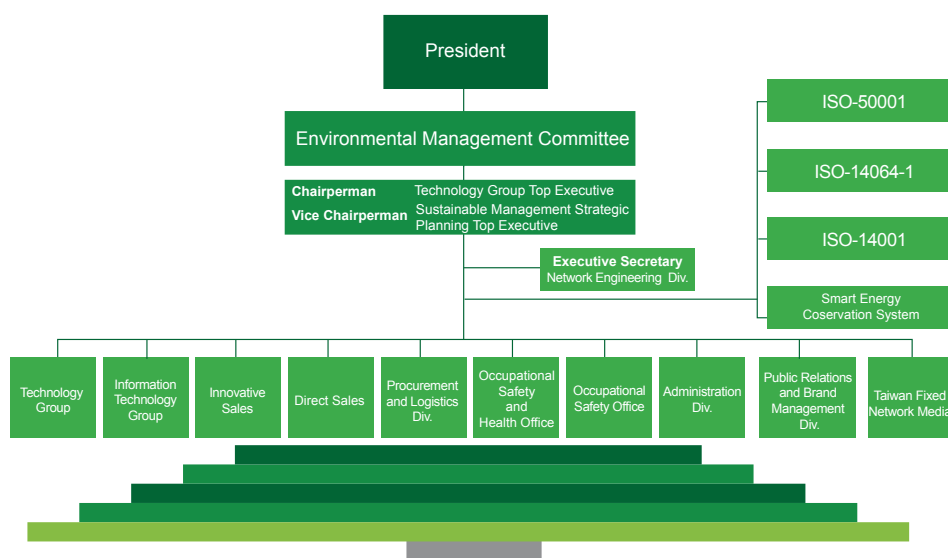 President
Environmental Management Committee
Chairperman Technology Group Top Executive
Vice Chairperman Sustainable Management Strategic
Planning Top Executive
Executive Secretary
Network Engineering Div.
ISO-50001
ISO-14064-1
ISO-14001
Smart Energy
Coservation System
Technology
Group
Information
Technology
Group
Innovative
Sales
Direct Sales
Procurement
and Logistics
Div.
Occupational
Safety
and
Health Office
Occupational
Safety Office
Administration
Div.
Public Relations
and Brand
Management
Div.
Taiwan Fixed
Network Media